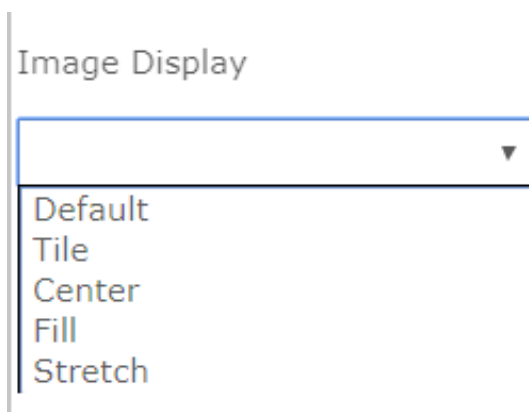 Image Display
Default
Tile
Center
Fill
Stretch